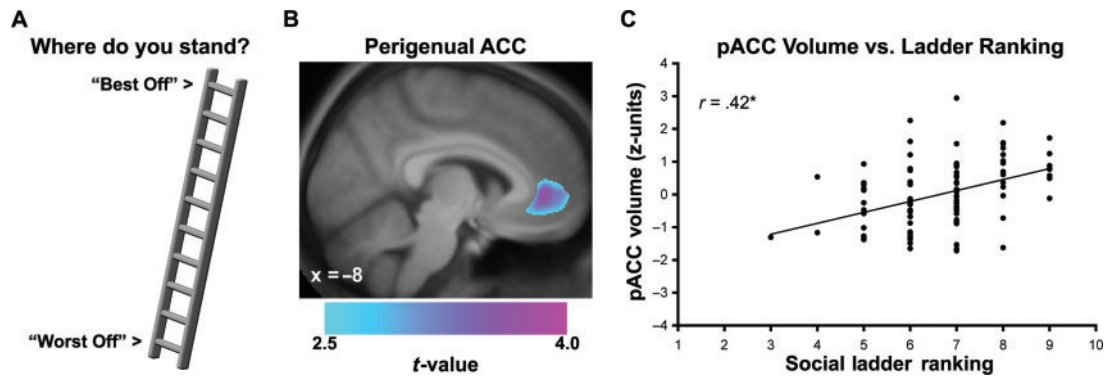 A
Where do you stand?
“Best Off” >
“Worst Off” >
B
Perigenual ACC
x = –8
2.5
4.0
t-value
C
pACC Volume vs. Ladder Ranking
r = .42*
pACC volume (z-units)
4
3
2
1
0
–1
–2
–3
–4
1 2 3 4 5 6 7 8 9 10
Social ladder ranking